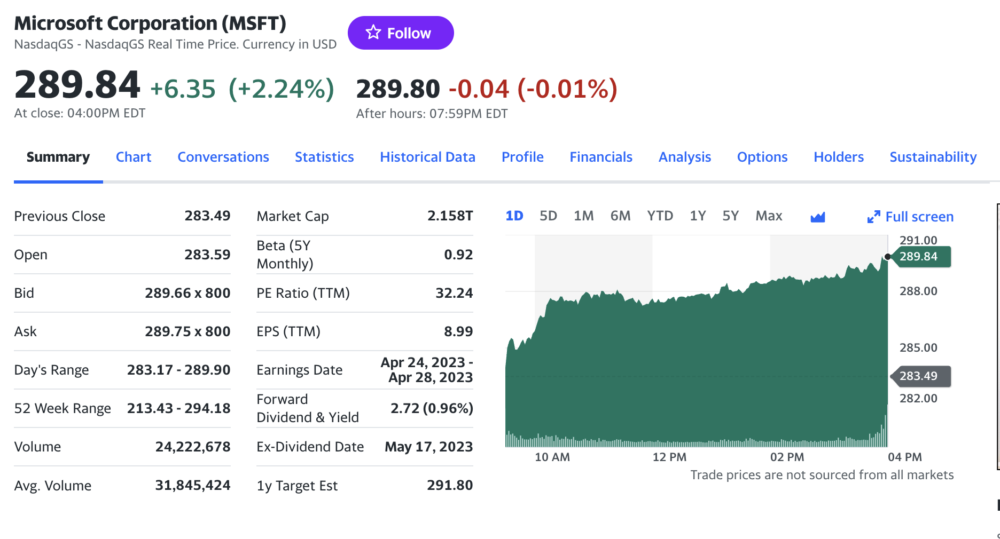 Microsoft Corporation (MSFT)
Follow
NasdaqGS - NasdaqGS Real Time Price. Currency in USD
289.84 +6.35 (+2.24%)
At close: 04:00PM EDT
289.80 -0.04 (-0.01%)
After hours: 07:59PM EDT
Summary Chart Conversations Statistics Historical Data Profile Financials Analysis Options Holders Sustainability
Previous Close 283.49
Open 283.59
Bid 289.66 x 800
Ask 289.75 x 800
Day's Range 283.17 - 289.90
52 Week Range 213.43 - 294.18
Volume 24,222,678
Avg. Volume 31,845,424
Market Cap 2.158T
Beta (5Y
Monthly) 0.92
PE Ratio (TTM) 32.24
EPS (TTM) 8.99
Earnings Date Apr 24, 2023 -
Apr 28, 2023
Forward
Dividend & Yield 2.72 (0.96%)
Ex-Dividend Date May 17, 2023
1y Target Est 291.80
1D 5D 1M 6M YTD 1Y 5Y Max Full screen
291.00
289.84
288.00
285.00
283.49
282.00
10 AM 12 PM 02 PM 04 PM
Trade prices are not sourced from all markets